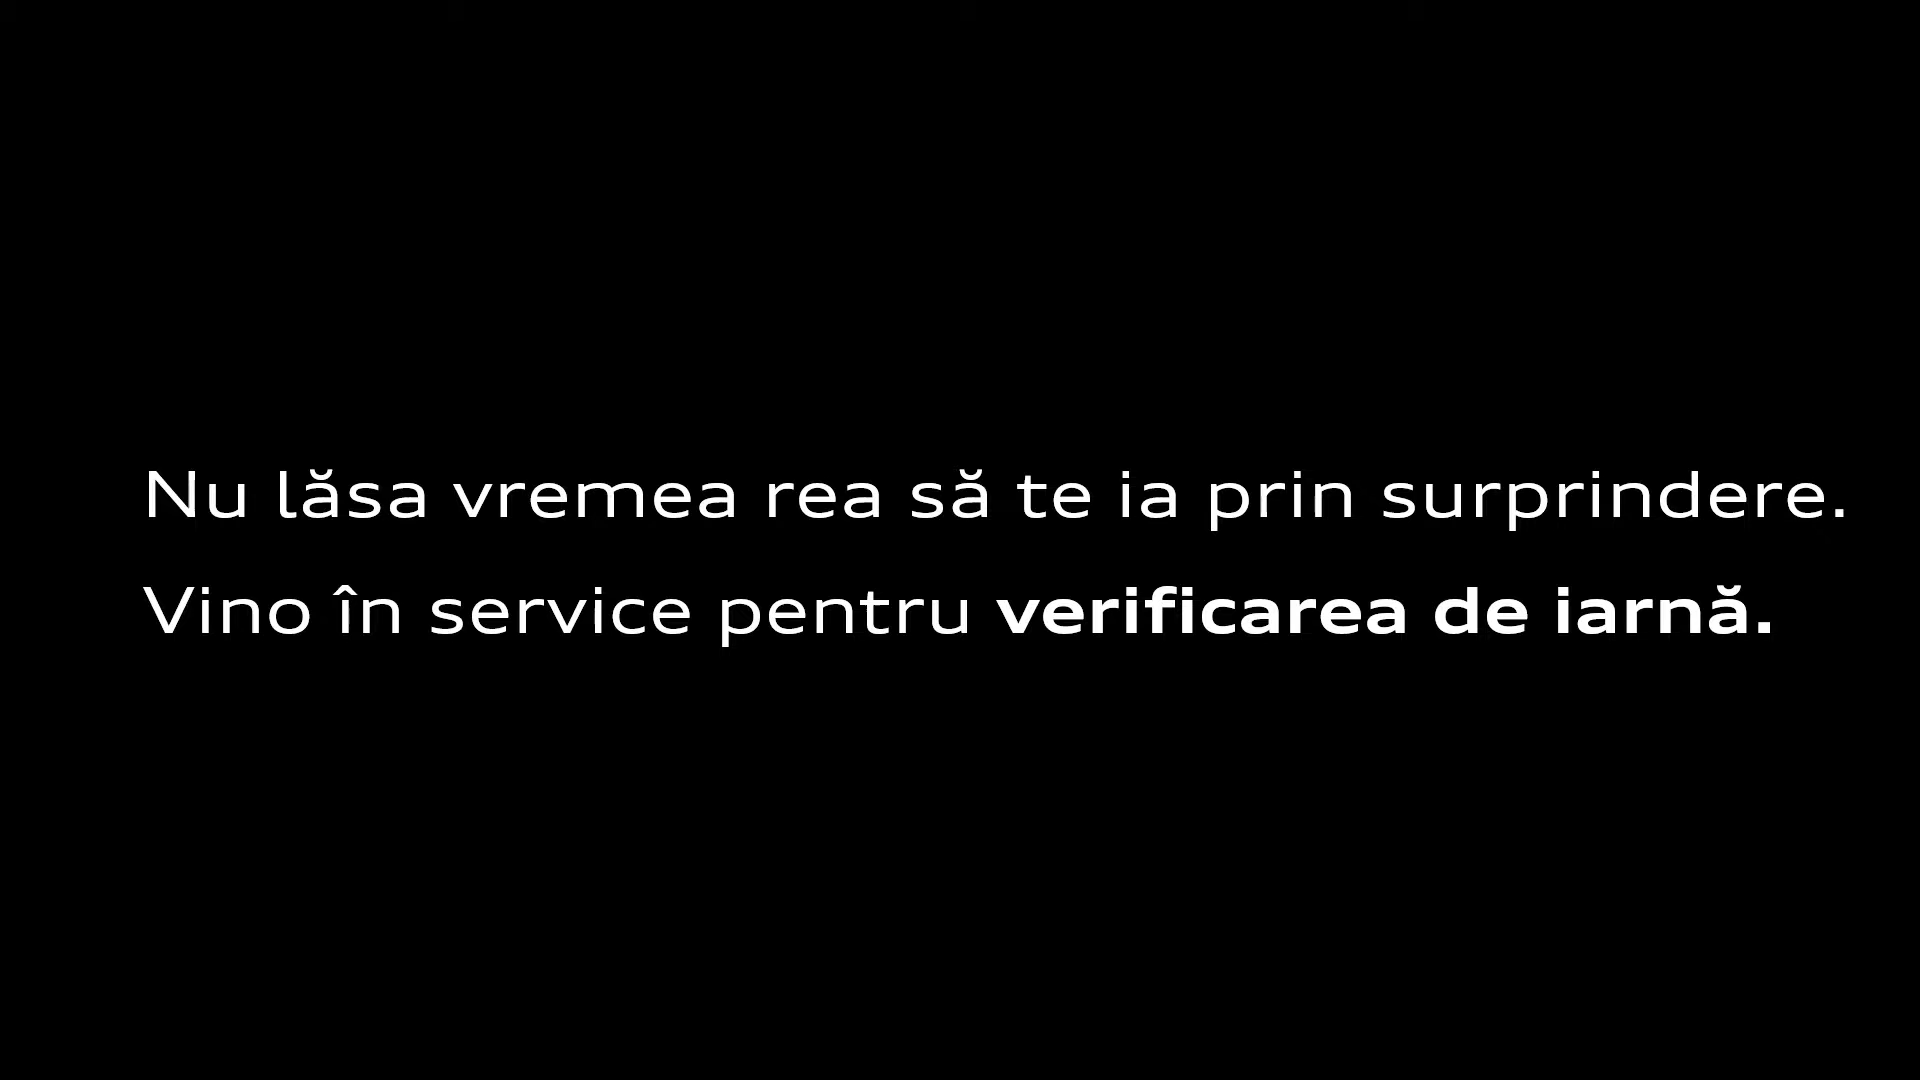 Nu lăsa vremea rea să te ia prin surprindere.
Vino în service pentru verificarea de iarnă.